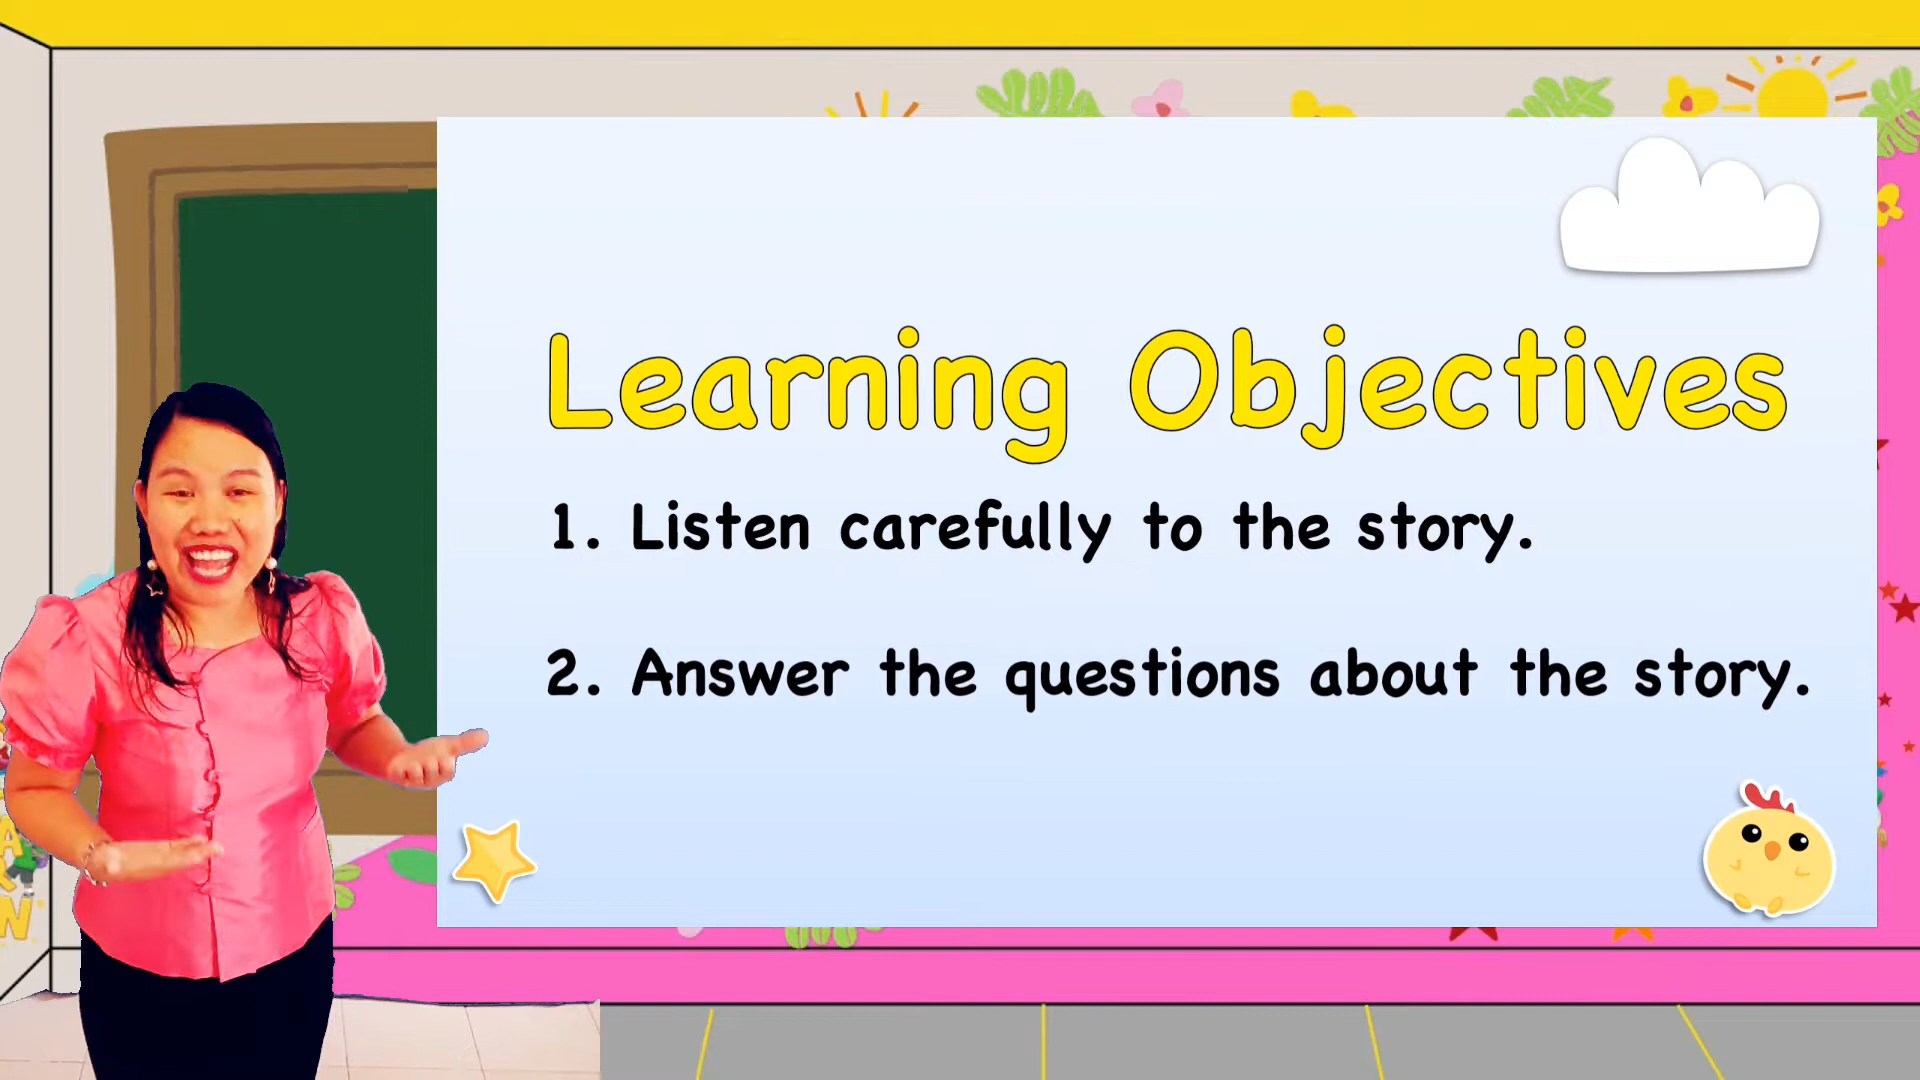 Learning Objectives
1. Listen carefully to the story.
2. Answer the questions about the story.